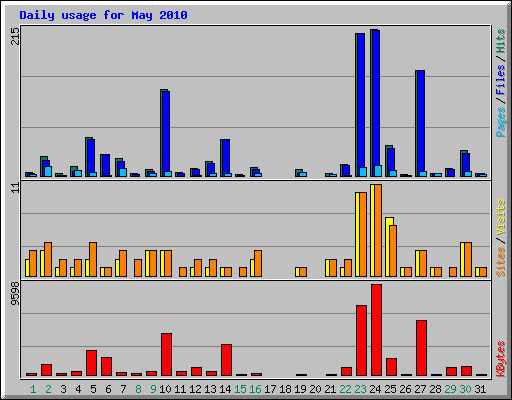 Daily usage for May 2010
215
Pages / Files / Hits
11
Sites / Visits
9598
KBytes
1 2 3 4 5 6 7 8 9 10 11 12 13 14 15 16 17 18 19 20 21 22 23 24 25 26 27 28 29 30 31